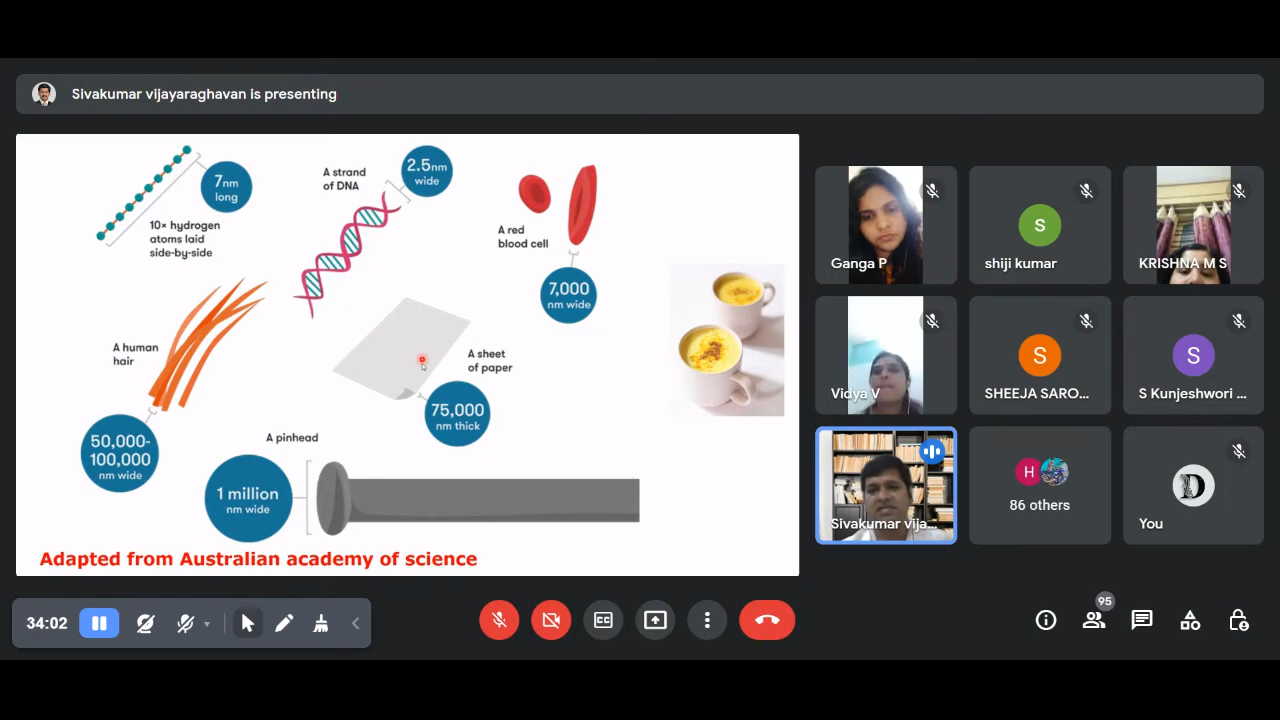 Sivakumar vijayaraghavan is presenting
7nm
long
10× hydrogen
atoms laid
side-by-side
A strand
of DNA
2.5nm
wide
A red
blood cell
7,000
nm wide
A human
hair
50,000-
100,000
nm wide
A sheet
of paper
75,000
nm thick
A pinhead
1 million
nm wide
Adapted from Australian academy of science
Ganga P
S
shiji kumar
KRISHNA M S
Vidya V
S
SHEEJA SARO...
S
S Kunjeshwori ...
Sivakumar vija...
H
86 others
D
You
34:02
CC
95